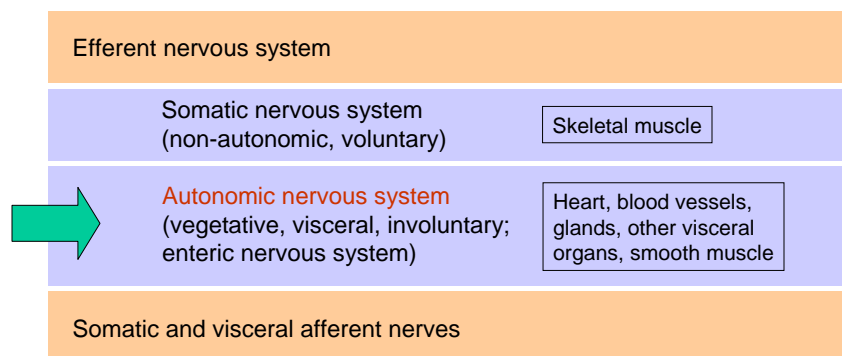 Efferent nervous system
Somatic nervous system
(non-autonomic, voluntary)
Skeletal muscle
Autonomic nervous system
(vegetative, visceral, involuntary;
enteric nervous system)
Heart, blood vessels,
glands, other visceral
organs, smooth muscle
Somatic and visceral afferent nerves